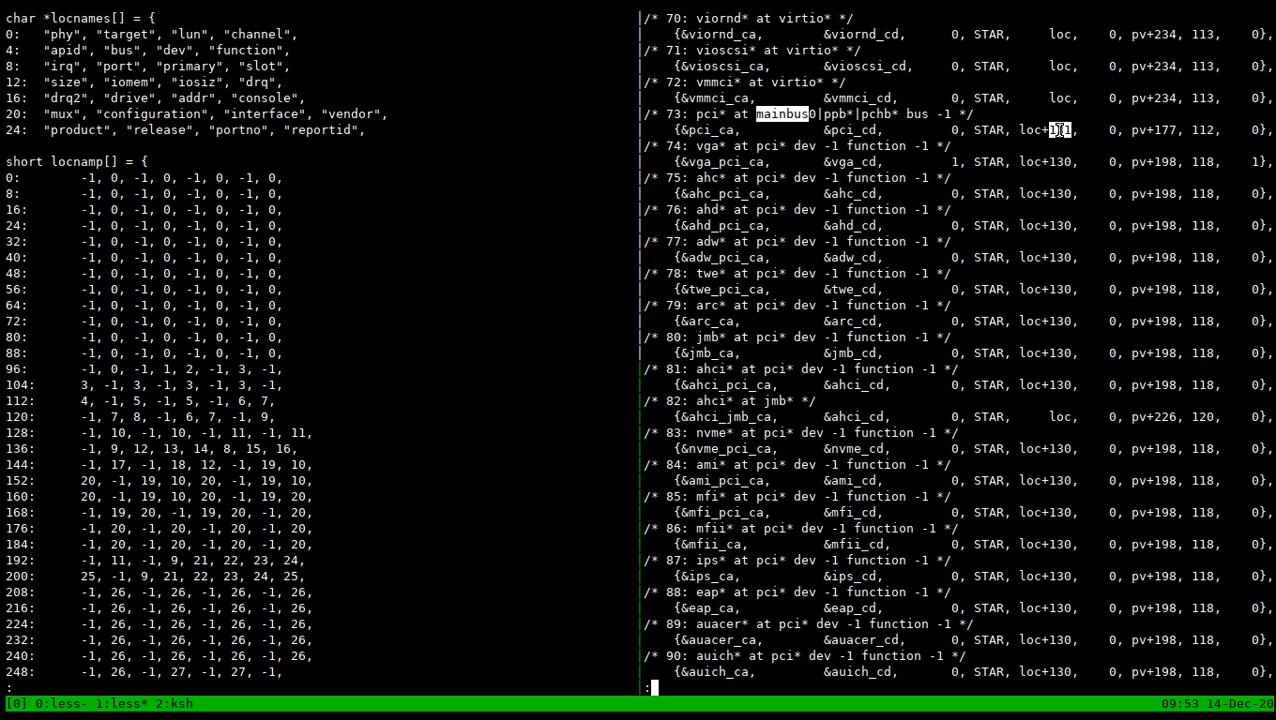 char *locnames[] = {
0:   "phy", "target", "lun", "channel",
4:   "apid", "bus", "dev", "function",
8:   "irq", "port", "primary", "slot",
12:  "size", "iomem", "iosiz", "drq",
16:  "drq2", "drive", "addr", "console",
20:  "mux", "configuration", "interface", "vendor",
24:  "product", "release", "portno", "reportid",

short locnamp[] = {
0:        -1, 0, -1, 0, -1, 0, -1, 0,
8:        -1, 0, -1, 0, -1, 0, -1, 0,
16:       -1, 0, -1, 0, -1, 0, -1, 0,
24:       -1, 0, -1, 0, -1, 0, -1, 0,
32:       -1, 0, -1, 0, -1, 0, -1, 0,
40:       -1, 0, -1, 0, -1, 0, -1, 0,
48:       -1, 0, -1, 0, -1, 0, -1, 0,
56:       -1, 0, -1, 0, -1, 0, -1, 0,
64:       -1, 0, -1, 0, -1, 0, -1, 0,
72:       -1, 0, -1, 0, -1, 0, -1, 0,
80:       -1, 0, -1, 0, -1, 0, -1, 0,
88:       -1, 0, -1, 0, -1, 0, -1, 0,
96:       -1, 0, -1, 1, 2, -1, 3, -1,
104:      3, -1, 3, -1, 3, -1, 3, -1,
112:      4, -1, 5, -1, 5, -1, 6, 7,
120:      -1, 7, 8, -1, 6, 7, -1, 9,
128:      -1, 10, -1, 10, -1, 11, -1, 11,
136:      -1, 9, 12, 13, 14, 8, 15, 16,
144:      -1, 17, -1, 18, 12, -1, 19, 10,
152:      20, -1, 19, 10, 20, -1, 19, 10,
160:      20, -1, 19, 10, 20, -1, 19, 20,
168:      -1, 19, 20, -1, 19, 20, -1, 20,
176:      -1, 20, -1, 20, -1, 20, -1, 20,
184:      -1, 20, -1, 20, -1, 20, -1, 20,
192:      -1, 11, -1, 9, 21, 22, 23, 24,
200:      25, -1, 9, 21, 22, 23, 24, 25,
208:      -1, 26, -1, 26, -1, 26, -1, 26,
216:      -1, 26, -1, 26, -1, 26, -1, 26,
224:      -1, 26, -1, 26, -1, 26, -1, 26,
232:      -1, 26, -1, 26, -1, 26, -1, 26,
240:      -1, 26, -1, 26, -1, 26, -1, 26,
248:      -1, 26, -1, 27, -1, 27, -1,
:
/* 70: viornd* at virtio* */
    {&viornd_ca,        &viornd_cd,      0, STAR,     loc,    0, pv+234, 113,    0},
/* 71: vioscsi* at virtio* */
    {&vioscsi_ca,       &vioscsi_cd,     0, STAR,     loc,    0, pv+234, 113,    0},
/* 72: vmmci* at virtio* */
    {&vmmci_ca,         &vmmci_cd,       0, STAR,     loc,    0, pv+234, 113,    0},
/* 73: pci* at mainbus0|ppb*|pchb* bus -1 */
    {&pci_ca,           &pci_cd,         0, STAR, loc+131,    0, pv+177, 112,    0},
/* 74: vga* at pci* dev -1 function -1 */
    {&vga_pci_ca,       &vga_cd,         1, STAR, loc+130,    0, pv+198, 118,    1},
/* 75: ahc* at pci* dev -1 function -1 */
    {&ahc_pci_ca,       &ahc_cd,         0, STAR, loc+130,    0, pv+198, 118,    0},
/* 76: ahd* at pci* dev -1 function -1 */
    {&ahd_pci_ca,       &ahd_cd,         0, STAR, loc+130,    0, pv+198, 118,    0},
/* 77: adw* at pci* dev -1 function -1 */
    {&adw_pci_ca,       &adw_cd,         0, STAR, loc+130,    0, pv+198, 118,    0},
/* 78: twe* at pci* dev -1 function -1 */
    {&twe_pci_ca,       &twe_cd,         0, STAR, loc+130,    0, pv+198, 118,    0},
/* 79: arc* at pci* dev -1 function -1 */
    {&arc_ca,           &arc_cd,         0, STAR, loc+130,    0, pv+198, 118,    0},
/* 80: jmb* at pci* dev -1 function -1 */
    {&jmb_ca,           &jmb_cd,         0, STAR, loc+130,    0, pv+198, 118,    0},
/* 81: ahci* at pci* dev -1 function -1 */
    {&ahci_pci_ca,      &ahci_cd,        0, STAR, loc+130,    0, pv+198, 118,    0},
/* 82: ahci* at jmb* */
    {&ahci_jmb_ca,      &ahci_cd,        0, STAR,     loc,    0, pv+226, 120,    0},
/* 83: nvme* at pci* dev -1 function -1 */
    {&nvme_pci_ca,      &nvme_cd,        0, STAR, loc+130,    0, pv+198, 118,    0},
/* 84: ami* at pci* dev -1 function -1 */
    {&ami_pci_ca,       &ami_cd,         0, STAR, loc+130,    0, pv+198, 118,    0},
/* 85: mfi* at pci* dev -1 function -1 */
    {&mfi_pci_ca,       &mfi_cd,         0, STAR, loc+130,    0, pv+198, 118,    0},
/* 86: mfii* at pci* dev -1 function -1 */
    {&mfii_ca,          &mfii_cd,        0, STAR, loc+130,    0, pv+198, 118,    0},
/* 87: ips* at pci* dev -1 function -1 */
    {&ips_ca,           &ips_cd,         0, STAR, loc+130,    0, pv+198, 118,    0},
/* 88: eap* at pci* dev -1 function -1 */
    {&eap_ca,           &eap_cd,         0, STAR, loc+130,    0, pv+198, 118,    0},
/* 89: auacer* at pci* dev -1 function -1 */
    {&auacer_ca,        &auacer_cd,      0, STAR, loc+130,    0, pv+198, 118,    0},
/* 90: auich* at pci* dev -1 function -1 */
    {&auich_ca,         &auich_cd,       0, STAR, loc+130,    0, pv+198, 118,    0},
:
[0] 0:less- 1:less* 2:ksh 09:53 14-Dec-20